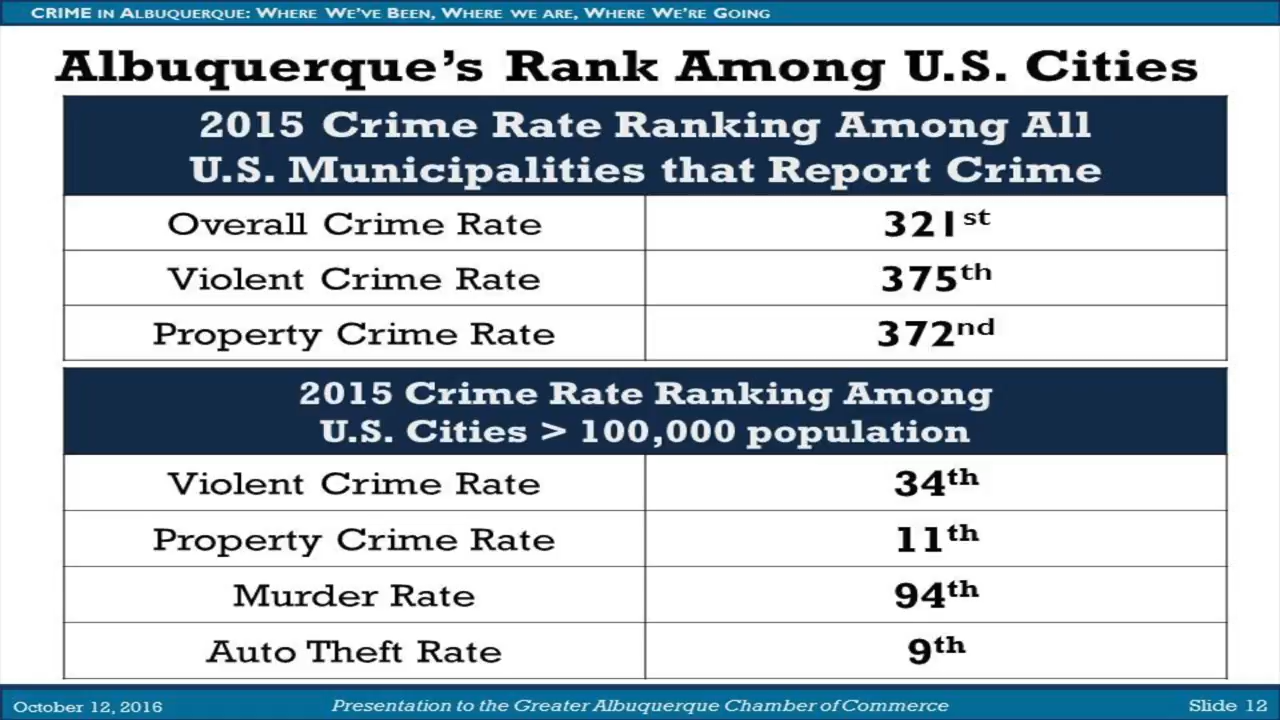 CRIME IN ALBUQUERQUE: WHERE WE'VE BEEN, WHERE WE ARE, WHERE WE'RE GOING
Albuquerque's Rank Among U.S. Cities
2015 Crime Rate Ranking Among All
U.S. Municipalities that Report Crime
Overall Crime Rate 321st
Violent Crime Rate 375th
Property Crime Rate 372nd
2015 Crime Rate Ranking Among
U.S. Cities > 100,000 population
Violent Crime Rate 34th
Property Crime Rate 11th
Murder Rate 94th
Auto Theft Rate 9th
October 12, 2016 Presentation to the Greater Albuquerque Chamber of Commerce Slide 12